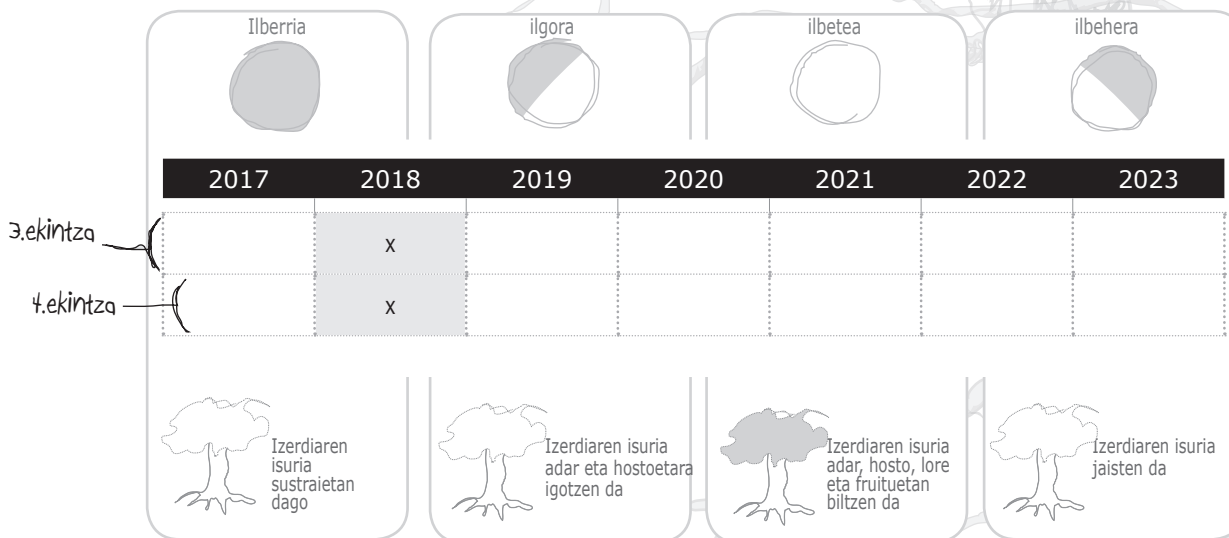 Ilberria
ilgora
ilbetea
ilbehera
2017 2018 2019 2020 2021 2022 2023
3.ekintza
x
4.ekintza
x
Izerdiaren
isuria
sustraietan
dago
Izerdiaren isuria
adar eta hostoetara
igotzen da
Izerdiaren isuria
adar, hosto, lore
eta fruituetan
biltzen da
Izerdiaren isuria
jaisten da